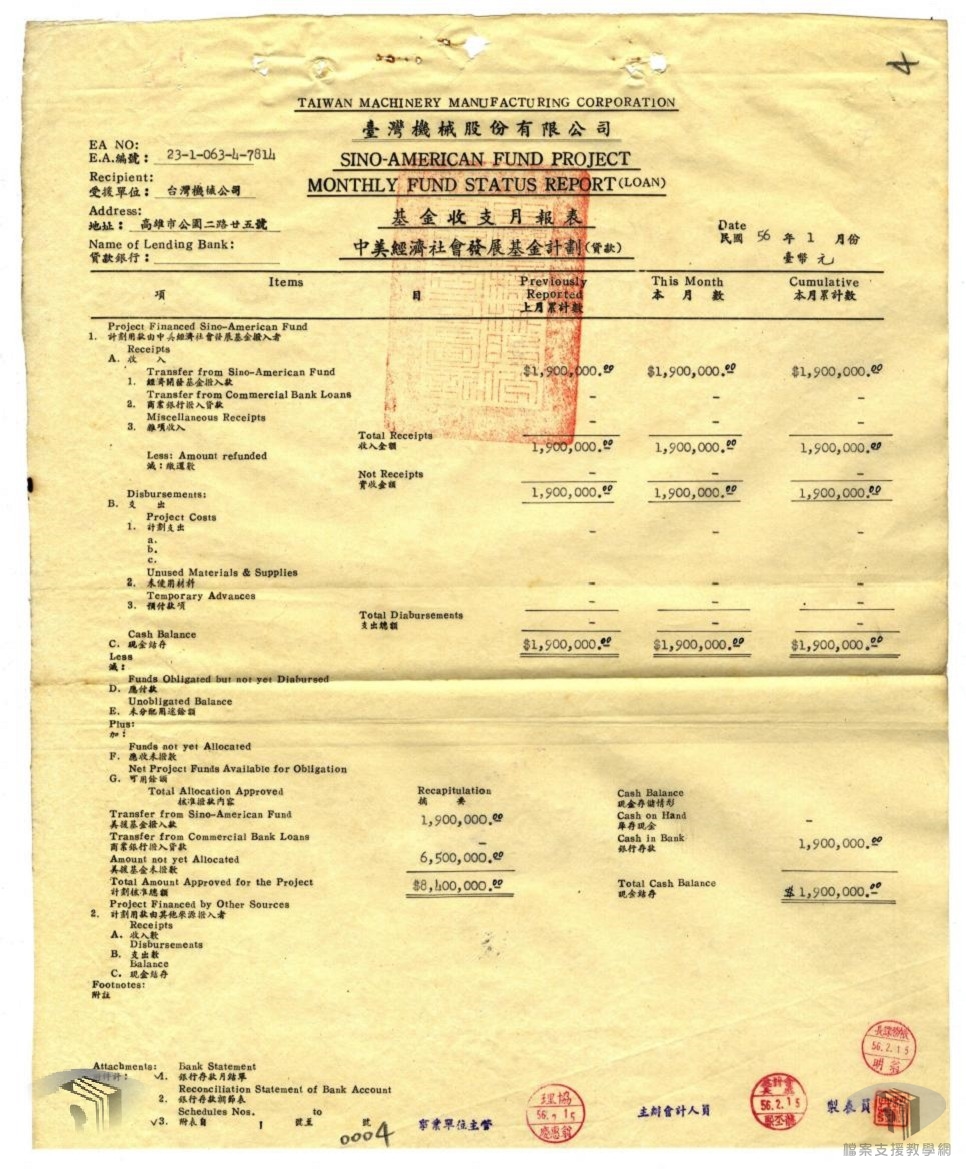 4
TAIWAN MACHINERY MANUFACTURING CORPORATION
臺灣機械股份有限公司
EA NO:
E.A.編號： 23-1-063-4-7814
SINO-AMERICAN FUND PROJECT
Recipient:
受援單位： 台灣機械公司
MONTHLY FUND STATUS REPORT (LOAN)
Address:
地址： 高雄市公園二路廿五號
基金收支月報表
Date
民國 56 年 1 月份
Name of Lending Bank:
貸款銀行：
中美經濟社會發展基金計劃(貸款)
臺幣元
Items Previously Reported This Month Cumulative
項 目 上月累計數 本月數 本月累計數
Project Financed Sino-American Fund
1. 計劃用款由中美經濟社會發展基金撥入者
Receipts
A. 收 入
Transfer from Sino-American Fund $1,900,000.00 $1,900,000.00 $1,900,000.00
1. 經濟開發基金撥入款
Transfer from Commercial Bank Loans - - -
2. 商業銀行撥入貸款
Miscellaneous Receipts - - -
3. 雜項收入
Total Receipts
收入金額 1,900,000.00 1,900,000.00 1,900,000.00
Less: Amount refunded
減：繳還款 - - -
Not Receipts
實收金額 1,900,000.00 1,900,000.00 1,900,000.00
Disbursements:
B. 支 出
Project Costs
1. 計劃支出 - - -
a.
b.
c.
Unused Materials & Supplies
2. 未使用材料 - - -
Temporary Advances
3. 預付款項 - - -
Total Disbursements
支出總額 - - -
Cash Balance
C. 現金結存 $1,900,000.00 $1,900,000.00 $1,900,000.00
Less
減：
Funds Obligated but not yet Disbursed
D. 應付款
Unobligated Balance
E. 未分配用途餘額
Plus:
加：
Funds not yet Allocated
F. 應收未撥款
Net Project Funds Available for Obligation
G. 可用餘額
Total Allocation Approved Recapitulation Cash Balance
核准撥款內容 摘 要 現金存儲情形
Transfer from Sino-American Fund 1,900,000.00 Cash on Hand -
美援基金撥入款 庫存現金
Transfer from Commercial Bank Loans - Cash in Bank 1,900,000.00
商業銀行撥入貸款 銀行存款
Amount not yet Allocated 6,500,000.00
美援基金未撥款
Total Amount Approved for the Project $8,400,000.00 Total Cash Balance $1,900,000.00
計劃核准總額 現金結存
Project Financed by Other Sources
2. 計劃用款由其他來源撥入者
Receipts
A. 收入數
Disbursements
B. 支出數
Balance
C. 現金結存
Footnotes:
附註
Attachments: Bank Statement
附件計： √1. 銀行存款月結單
Reconciliation Statement of Bank Account
2. 銀行存款調節表
Schedules Nos. to
√3. 附表自 1 號至 號
0004
事業單位主管
協理
56.2.15
主辦會計人員
56.2.15
製表員
56.2.15
檔案支援教學網